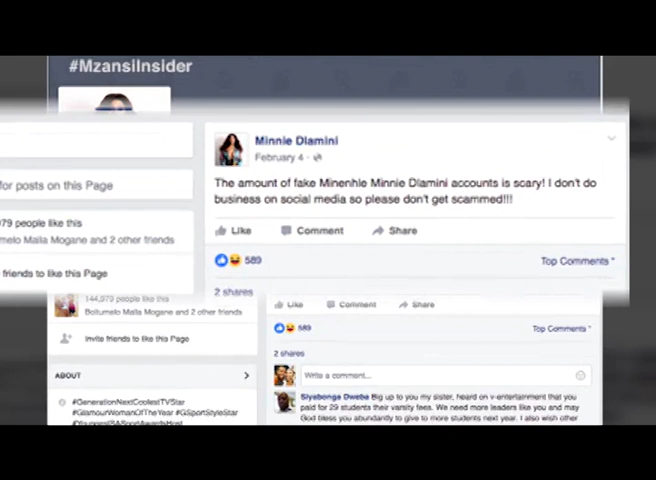 #MzansiInsider
for posts on this Page
79 people like this
melo Malla Mogane and 2 other friends
friends to like this Page
Minnie Dlamini
February 4
The amount of fake Minenhle Minnie Dlamini accounts is scary! I don't do
business on social media so please don't get scammed!!!
Like Comment Share
589 Top Comments
2 shares
144,979 people like this
Boitumelo Malla Mogane and 2 other friends
Invite friends to like this Page
ABOUT
#GenerationNextCoolestTVStar
#GlamourWomanOfTheYear #GSportStyleStar
#YoungestSASportAwardsHost
Like Comment Share
589 Top Comments
2 shares
Write a comment...
Siyabonga Dweba Big up to you my sister, heard on v-entertainment that you
paid for 29 students their varsity fees. We need more leaders like you and may
God bless you abundantly to give to more students next year. I also wish other